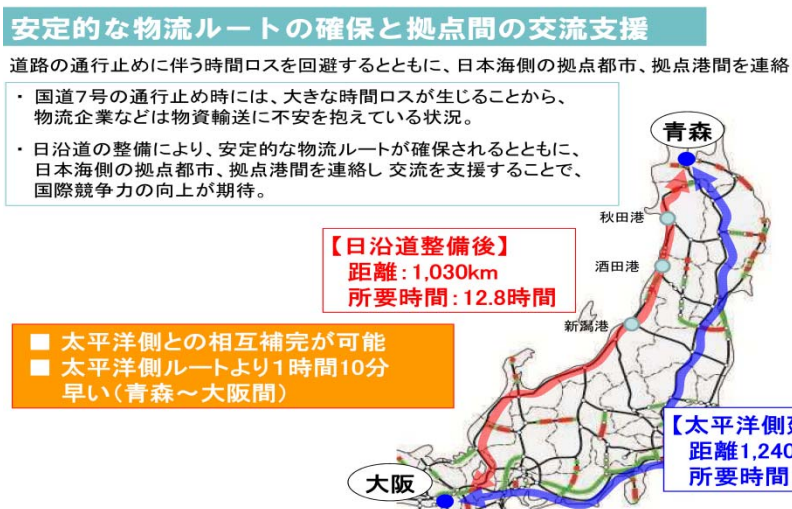 安定的な物流ルートの確保と拠点間の交流支援
道路の通行止めに伴う時間ロスを回避するとともに、日本海側の拠点都市、拠点港間を連絡
・ 国道7号の通行止め時には、大きな時間ロスが生じることから、
物流企業などは物資輸送に不安を抱えている状況。
・ 日沿道の整備により、安定的な物流ルートが確保されるとともに、
日本海側の拠点都市、拠点港間を連絡し 交流を支援することで、
国際競争力の向上が期待。
青森
秋田港
【日沿道整備後】
距離：1,030km
所要時間：12.8時間
酒田港
新潟港
■ 太平洋側との相互補完が可能
■ 太平洋側ルートより1時間10分
早い（青森～大阪間）
【太平洋側
距離1,240
所要時間
大阪